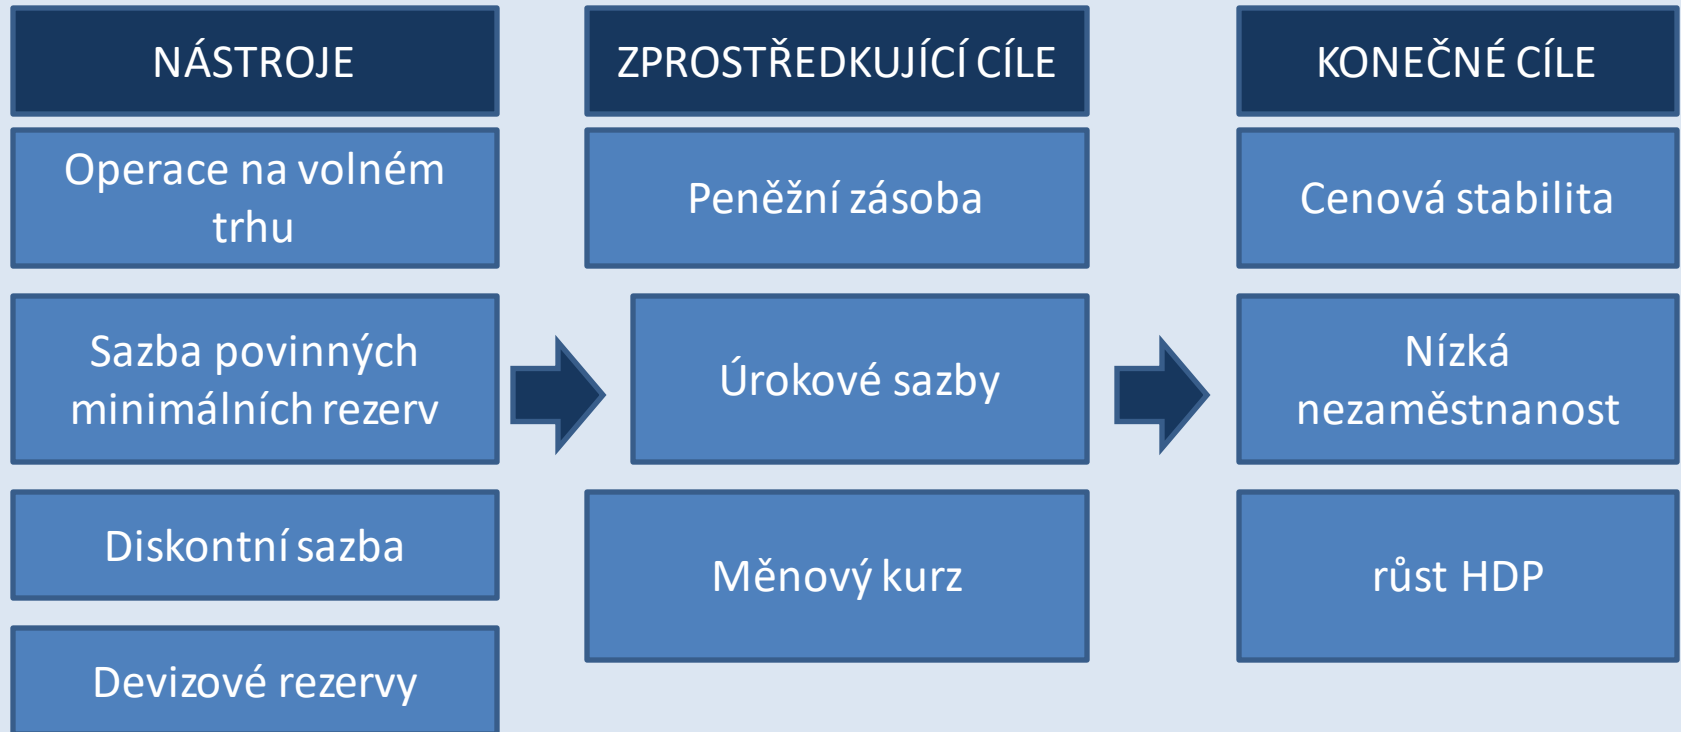 NÁSTROJE
Operace na volném
trhu
Sazba povinných
minimálních rezerv
Diskontní sazba
Devizové rezervy
ZPROSTŘEDKUJÍCÍ CÍLE
Peněžní zásoba
Úrokové sazby
Měnový kurz
KONEČNÉ CÍLE
Cenová stabilita
Nízká
nezaměstnanost
růst HDP